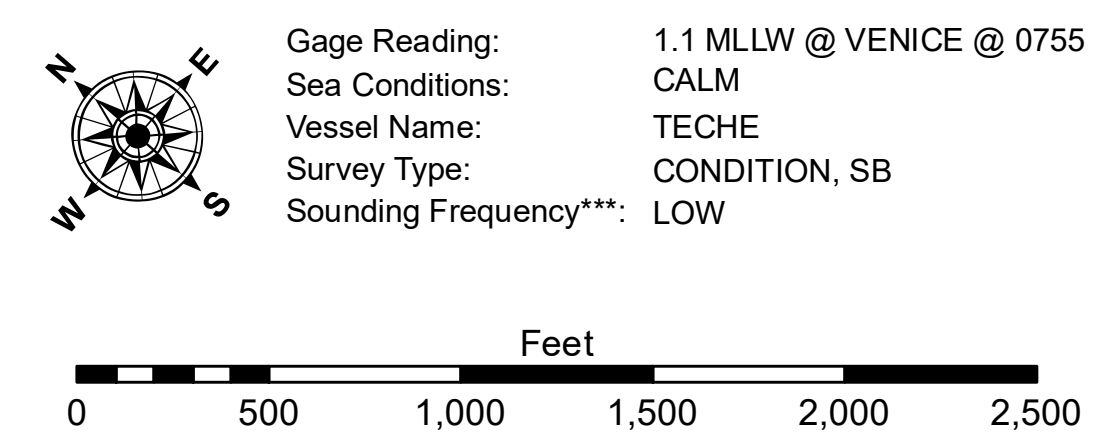 N E
W S
Gage Reading: 1.1 MLLW @ VENICE @ 0755
Sea Conditions: CALM
Vessel Name: TECHE
Survey Type: CONDITION, SB
Sounding Frequency***: LOW
Feet
0 500 1,000 1,500 2,000 2,500